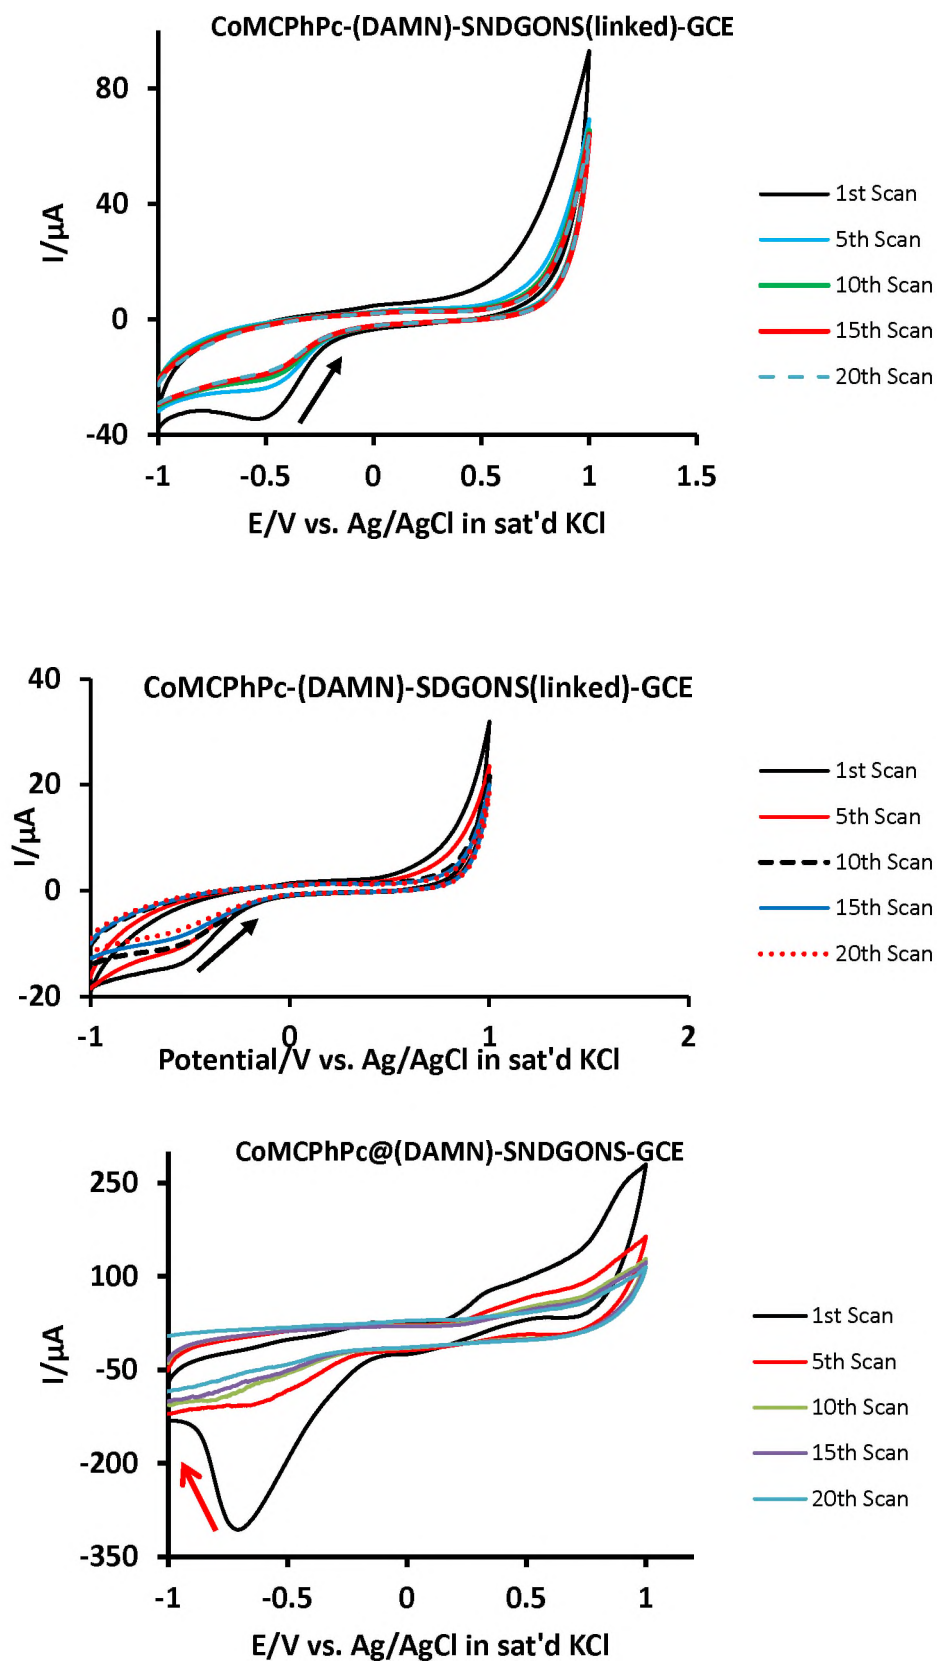 CoMCPhPc-(DAMN)-SNDGONS(linked)-GCE
80
40
0
-40
I/µA
-1
-0.5
0
0.5
1
1.5
E/V vs. Ag/AgCl in sat'd KCl
1st Scan
5th Scan
10th Scan
15th Scan
20th Scan
CoMCPhPc-(DAMN)-SDGONS(linked)-GCE
40
20
0
-20
I/µA
-1
0
1
2
Potential/V vs. Ag/AgCl in sat'd KCl
1st Scan
5th Scan
10th Scan
15th Scan
20th Scan
CoMCPhPc@(DAMN)-SNDGONS-GCE
250
100
-50
-200
-350
I/µA
-1
-0.5
0
0.5
1
E/V vs. Ag/AgCl in sat'd KCl
1st Scan
5th Scan
10th Scan
15th Scan
20th Scan